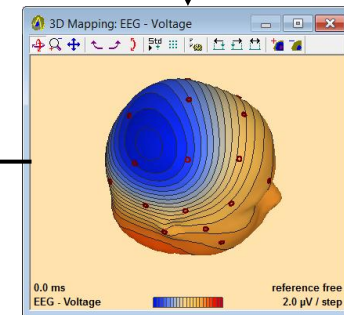 3D Mapping: EEG - Voltage
Std
0.0 ms
reference free
EEG - Voltage
2.0 µV / step